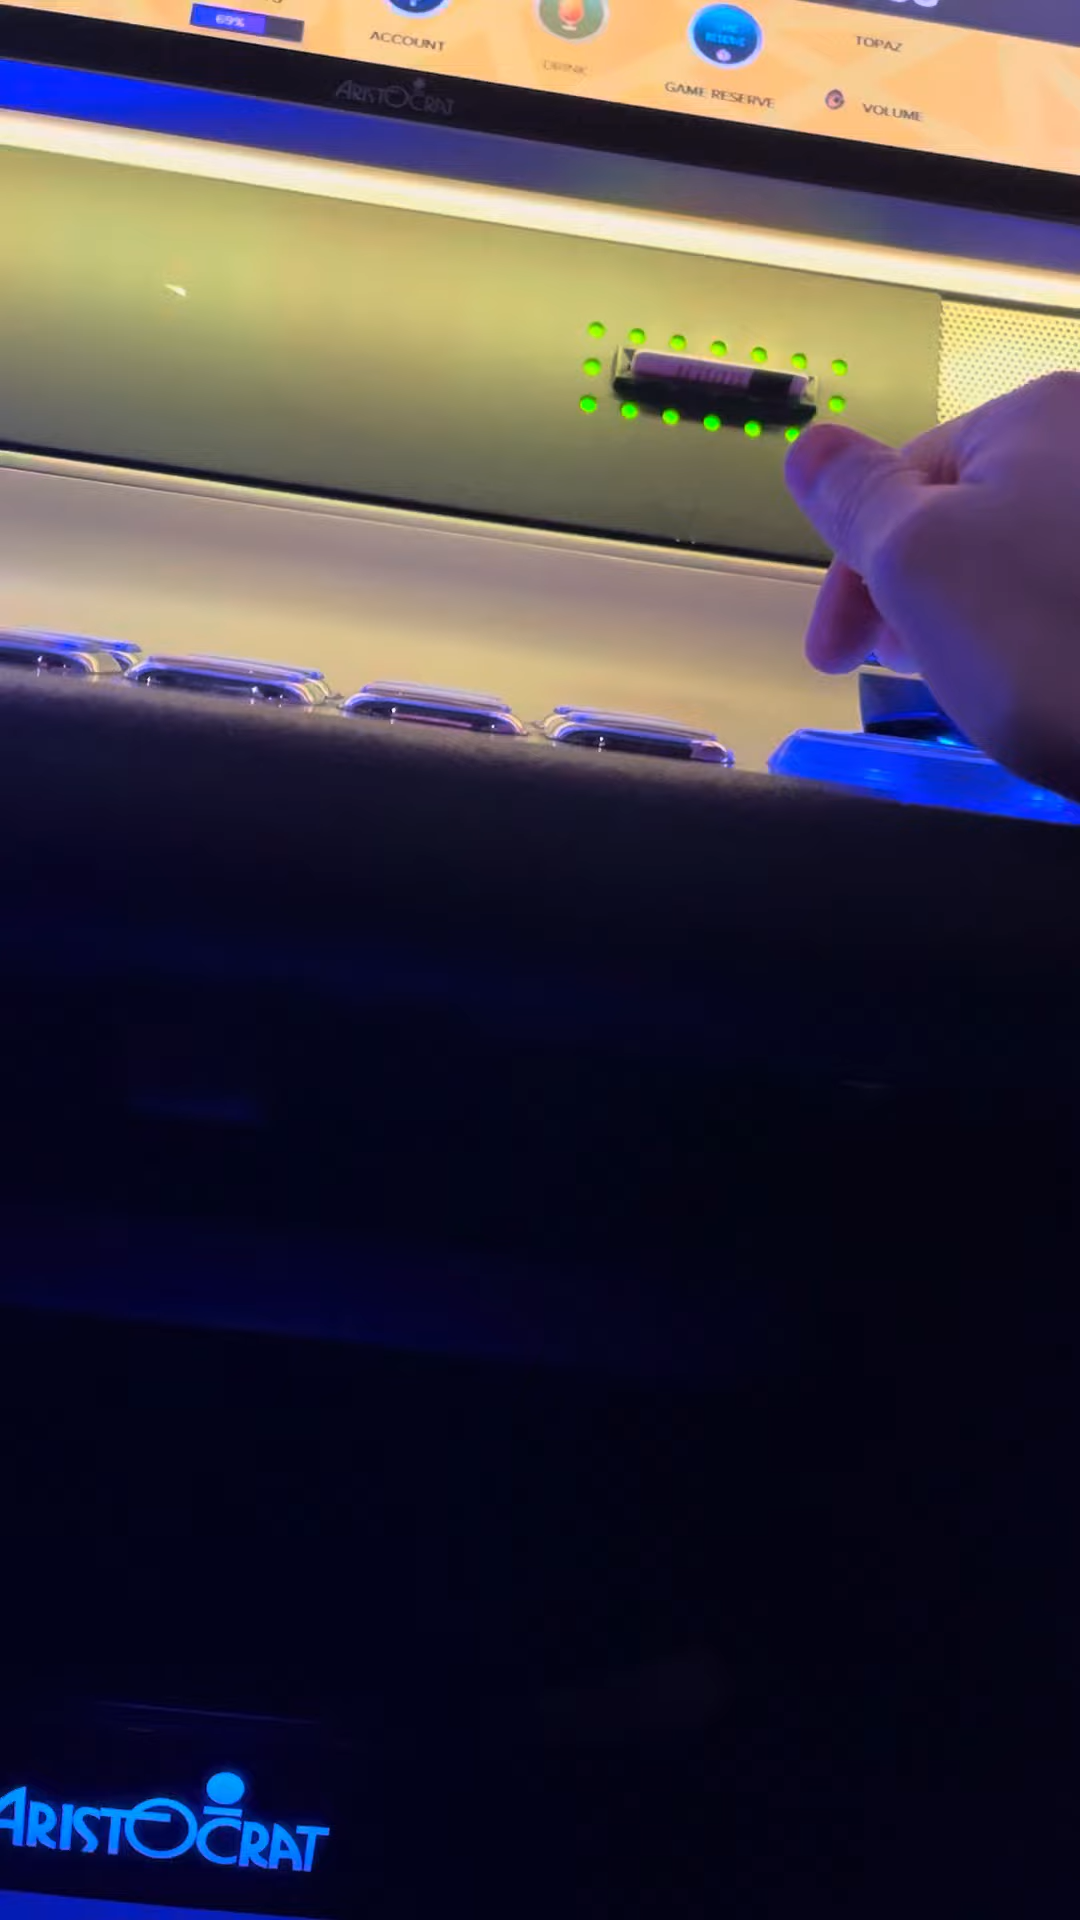 69%
ACCOUNT
DRINK
GAME RESERVE
TOPAZ
VOLUME
ARISTOCRAT
ARISTOCRAT